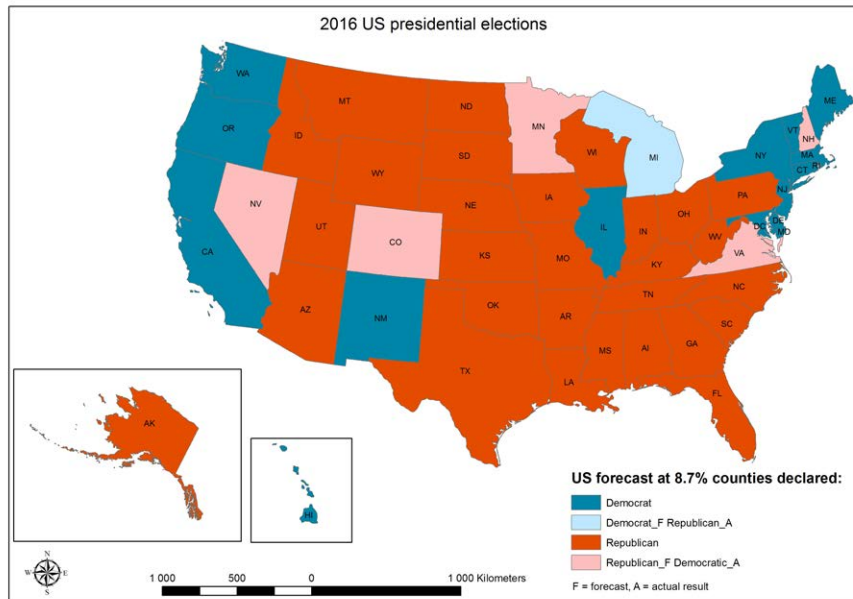 2016 US presidential elections
WA
MT
ND
ME
MN
VT
OR
ID
NH
WI
SD
NY
MA
MI
CT
R
WY
IA
PA
NJ
NE
OH
NV
DE
IL
IN
DC
MD
UT
WV
CO
VA
CA
KS
MO
KY
NC
TN
AZ
OK
AR
SC
NM
MS
Al
GA
TX
LA
FL
AK
HI
US forecast at 8.7% counties declared:
Democrat
Democrat_F Republican_A
Republican
Republican_F Democratic_A
F = forecast, A = actual result
N
W
E
S
1 000
500
0
1 000 Kilometers